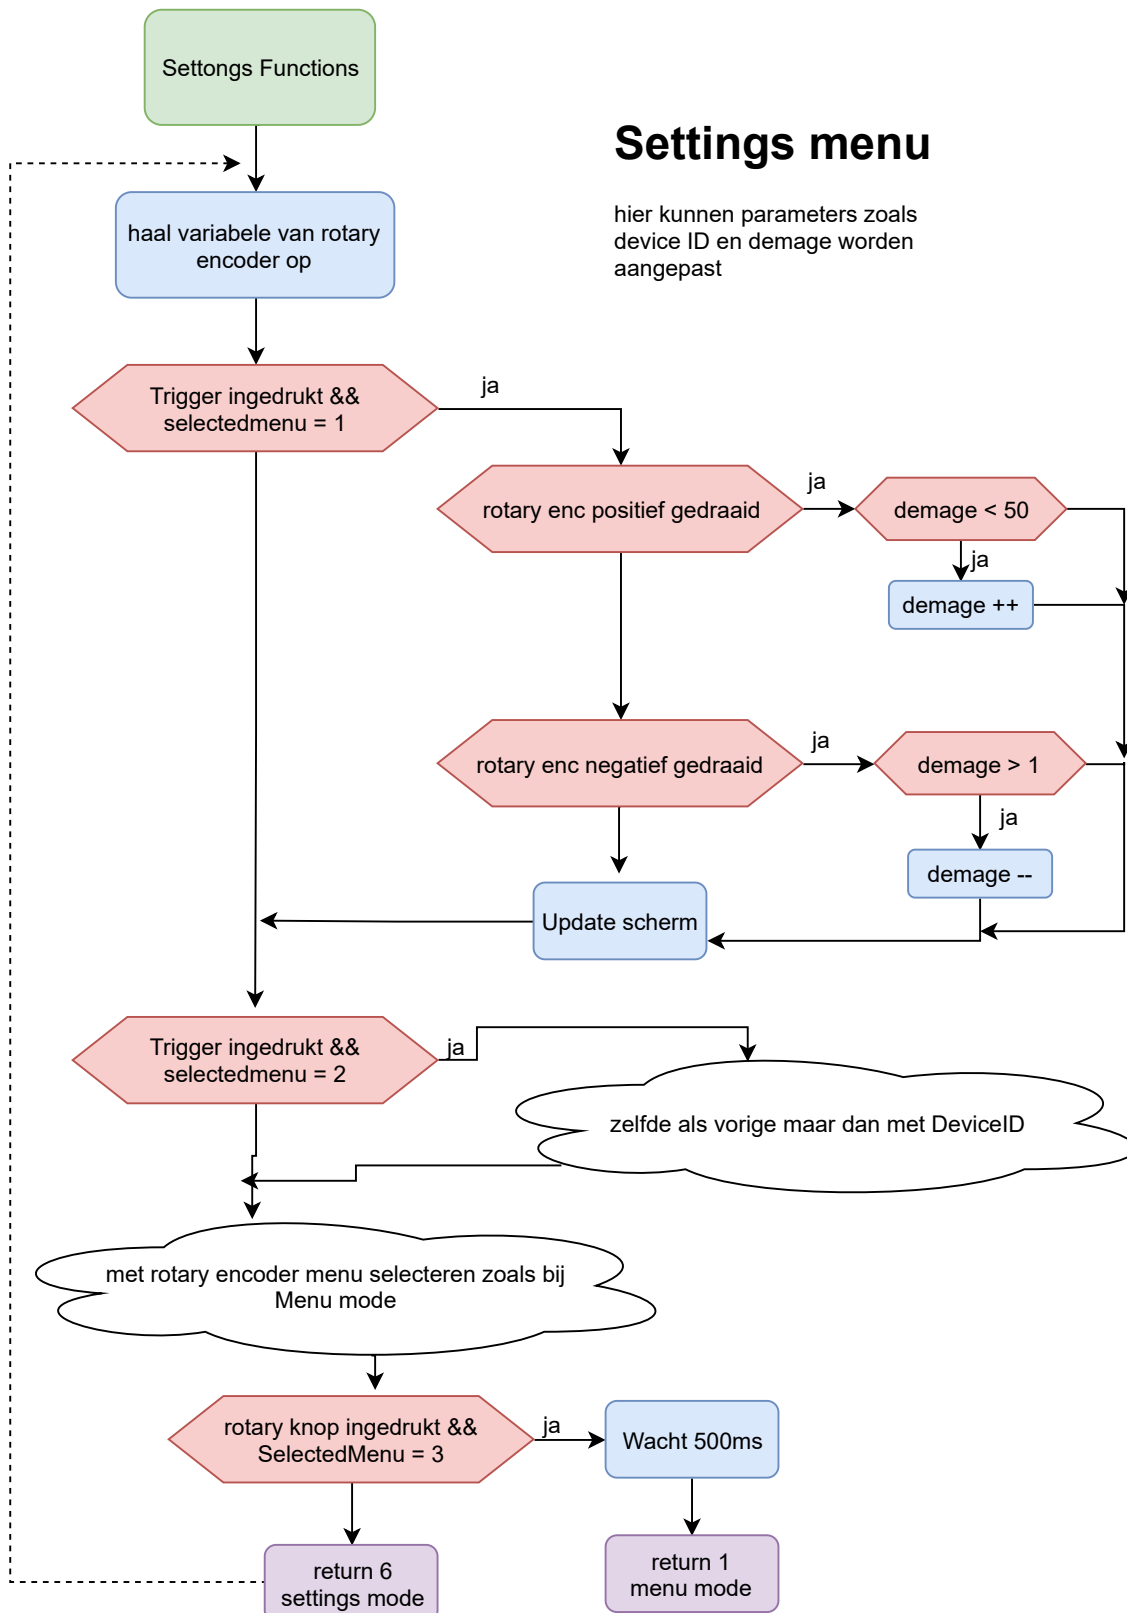 Settongs Functions
Settings menu
hier kunnen parameters zoals
device ID en demage worden
aangepast
haal variabele van rotary
encoder op
Trigger ingedrukt &&
selectedmenu = 1
ja
rotary enc positief gedraaid
ja
demage < 50
ja
demage ++
rotary enc negatief gedraaid
ja
demage > 1
ja
demage --
Update scherm
Trigger ingedrukt &&
selectedmenu = 2
ja
zelfde als vorige maar dan met DeviceID
met rotary encoder menu selecteren zoals bij
Menu mode
rotary knop ingedrukt &&
SelectedMenu = 3
ja
Wacht 500ms
return 6
settings mode
return 1
menu mode